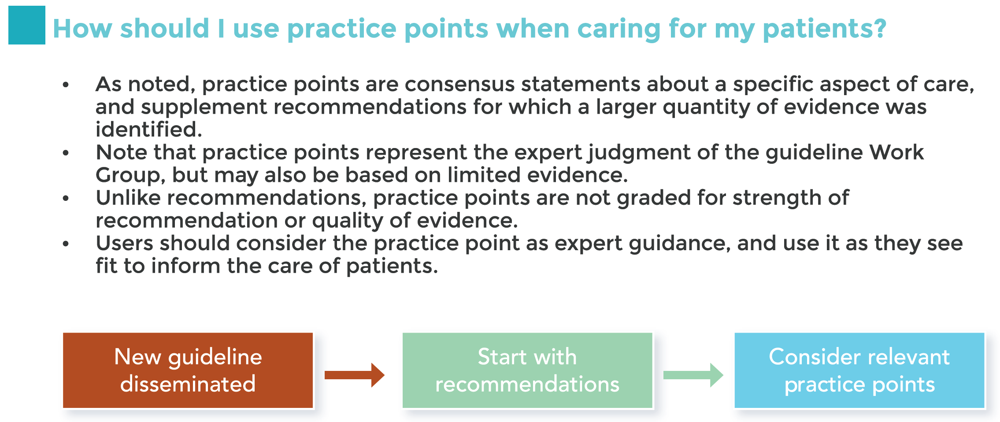 How should I use practice points when caring for my patients?
• As noted, practice points are consensus statements about a specific aspect of care,
and supplement recommendations for which a larger quantity of evidence was
identified.
• Note that practice points represent the expert judgment of the guideline Work
Group, but may also be based on limited evidence.
• Unlike recommendations, practice points are not graded for strength of
recommendation or quality of evidence.
• Users should consider the practice point as expert guidance, and use it as they see
fit to inform the care of patients.
New guideline
disseminated
Start with
recommendations
Consider relevant
practice points